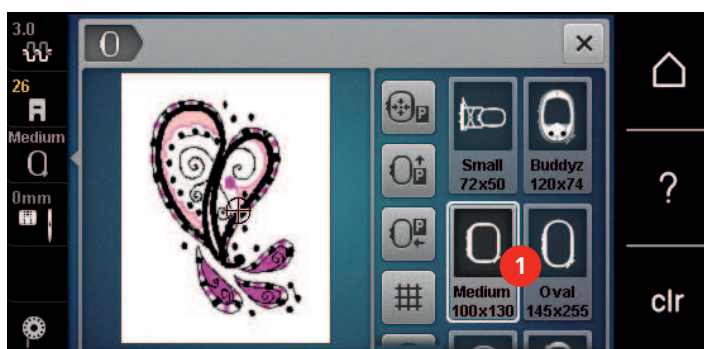 3.0
26
Medium
0mm
P
P
P
Small
72x50
Buddyz
120x74
Medium
100x130
1
Oval
145x255
?
clr